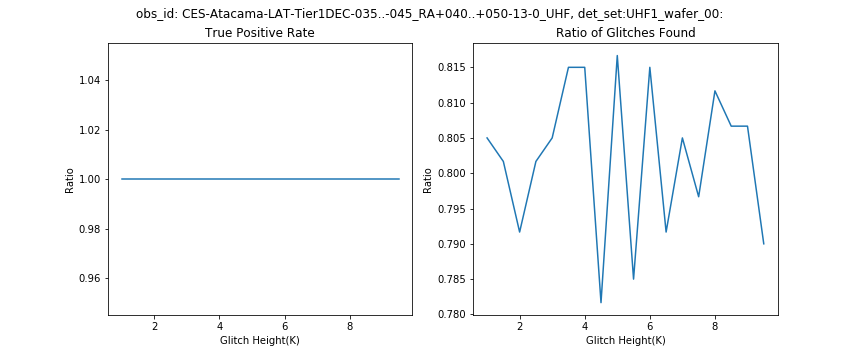 obs_id: CES-Atacama-LAT-Tier1DEC-035..-045_RA+040..+050-13-0_UHF, det_set:UHF1_wafer_00:
True Positive Rate
1.04
1.02
1.00
0.98
0.96
Ratio
2 4 6 8
Glitch Height(K)
Ratio of Glitches Found
0.815
0.810
0.805
0.800
0.795
0.790
0.785
0.780
Ratio
2 4 6 8
Glitch Height(K)